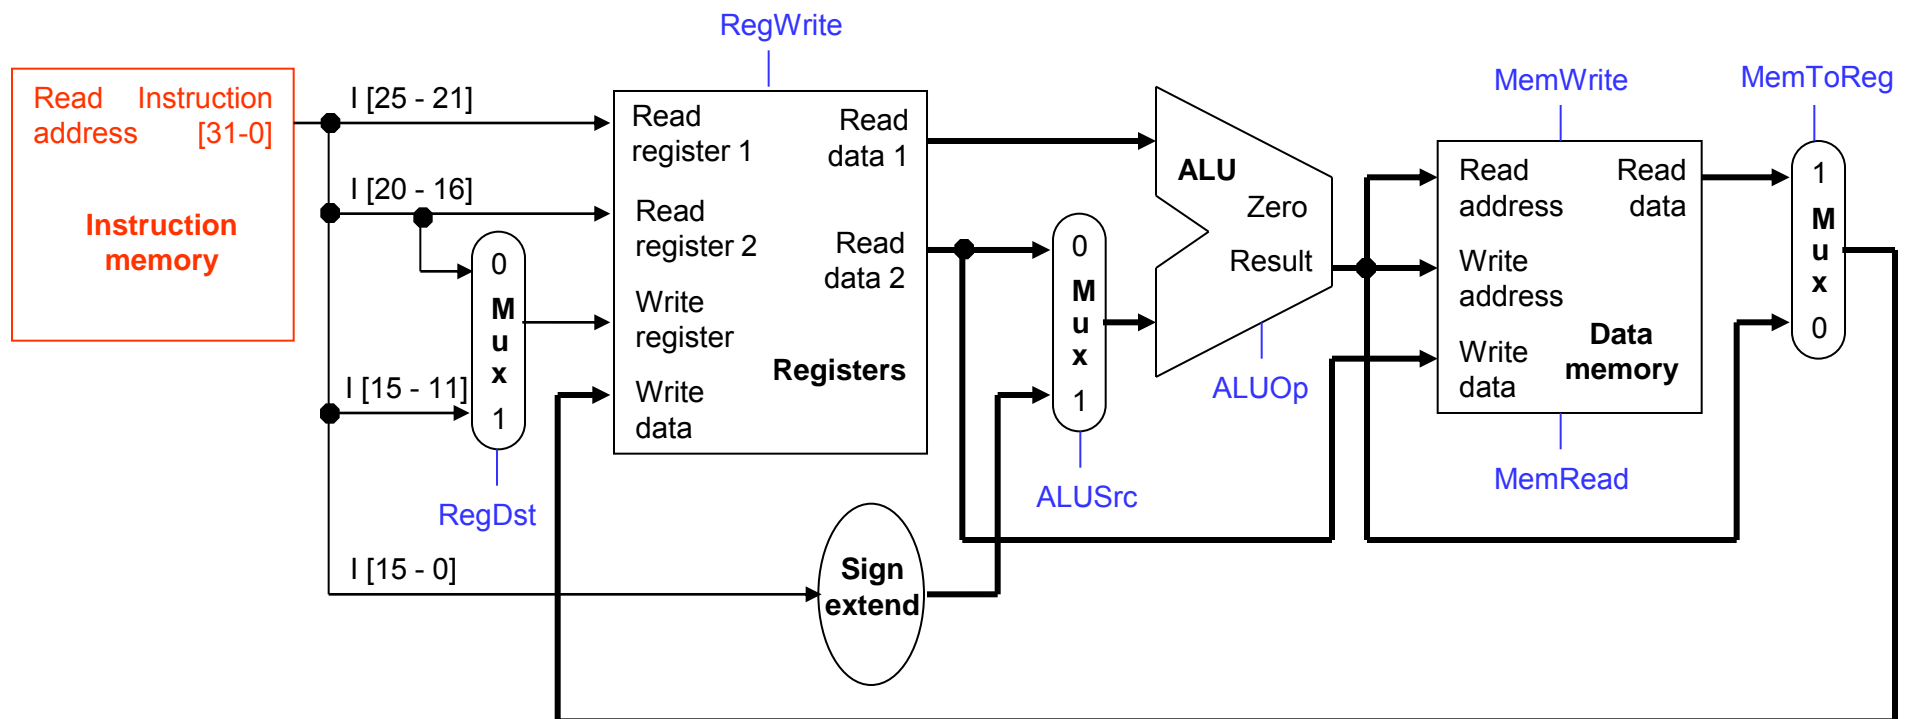 RegWrite
Read Instruction
address [31-0]
Instruction
memory
I [25 - 21]
I [20 - 16]
I [15 - 11]
I [15 - 0]
0
M
u
x
1
RegDst
Read
register 1
Read
register 2
Write
register
Write
data
Read
data 1
Read
data 2
Registers
Sign
extend
0
M
u
x
1
ALUSrc
ALU
Zero
Result
ALUOp
MemWrite
Read
address
Write
address
Write
data
Read
data
Data
memory
MemRead
MemToReg
1
M
u
x
0